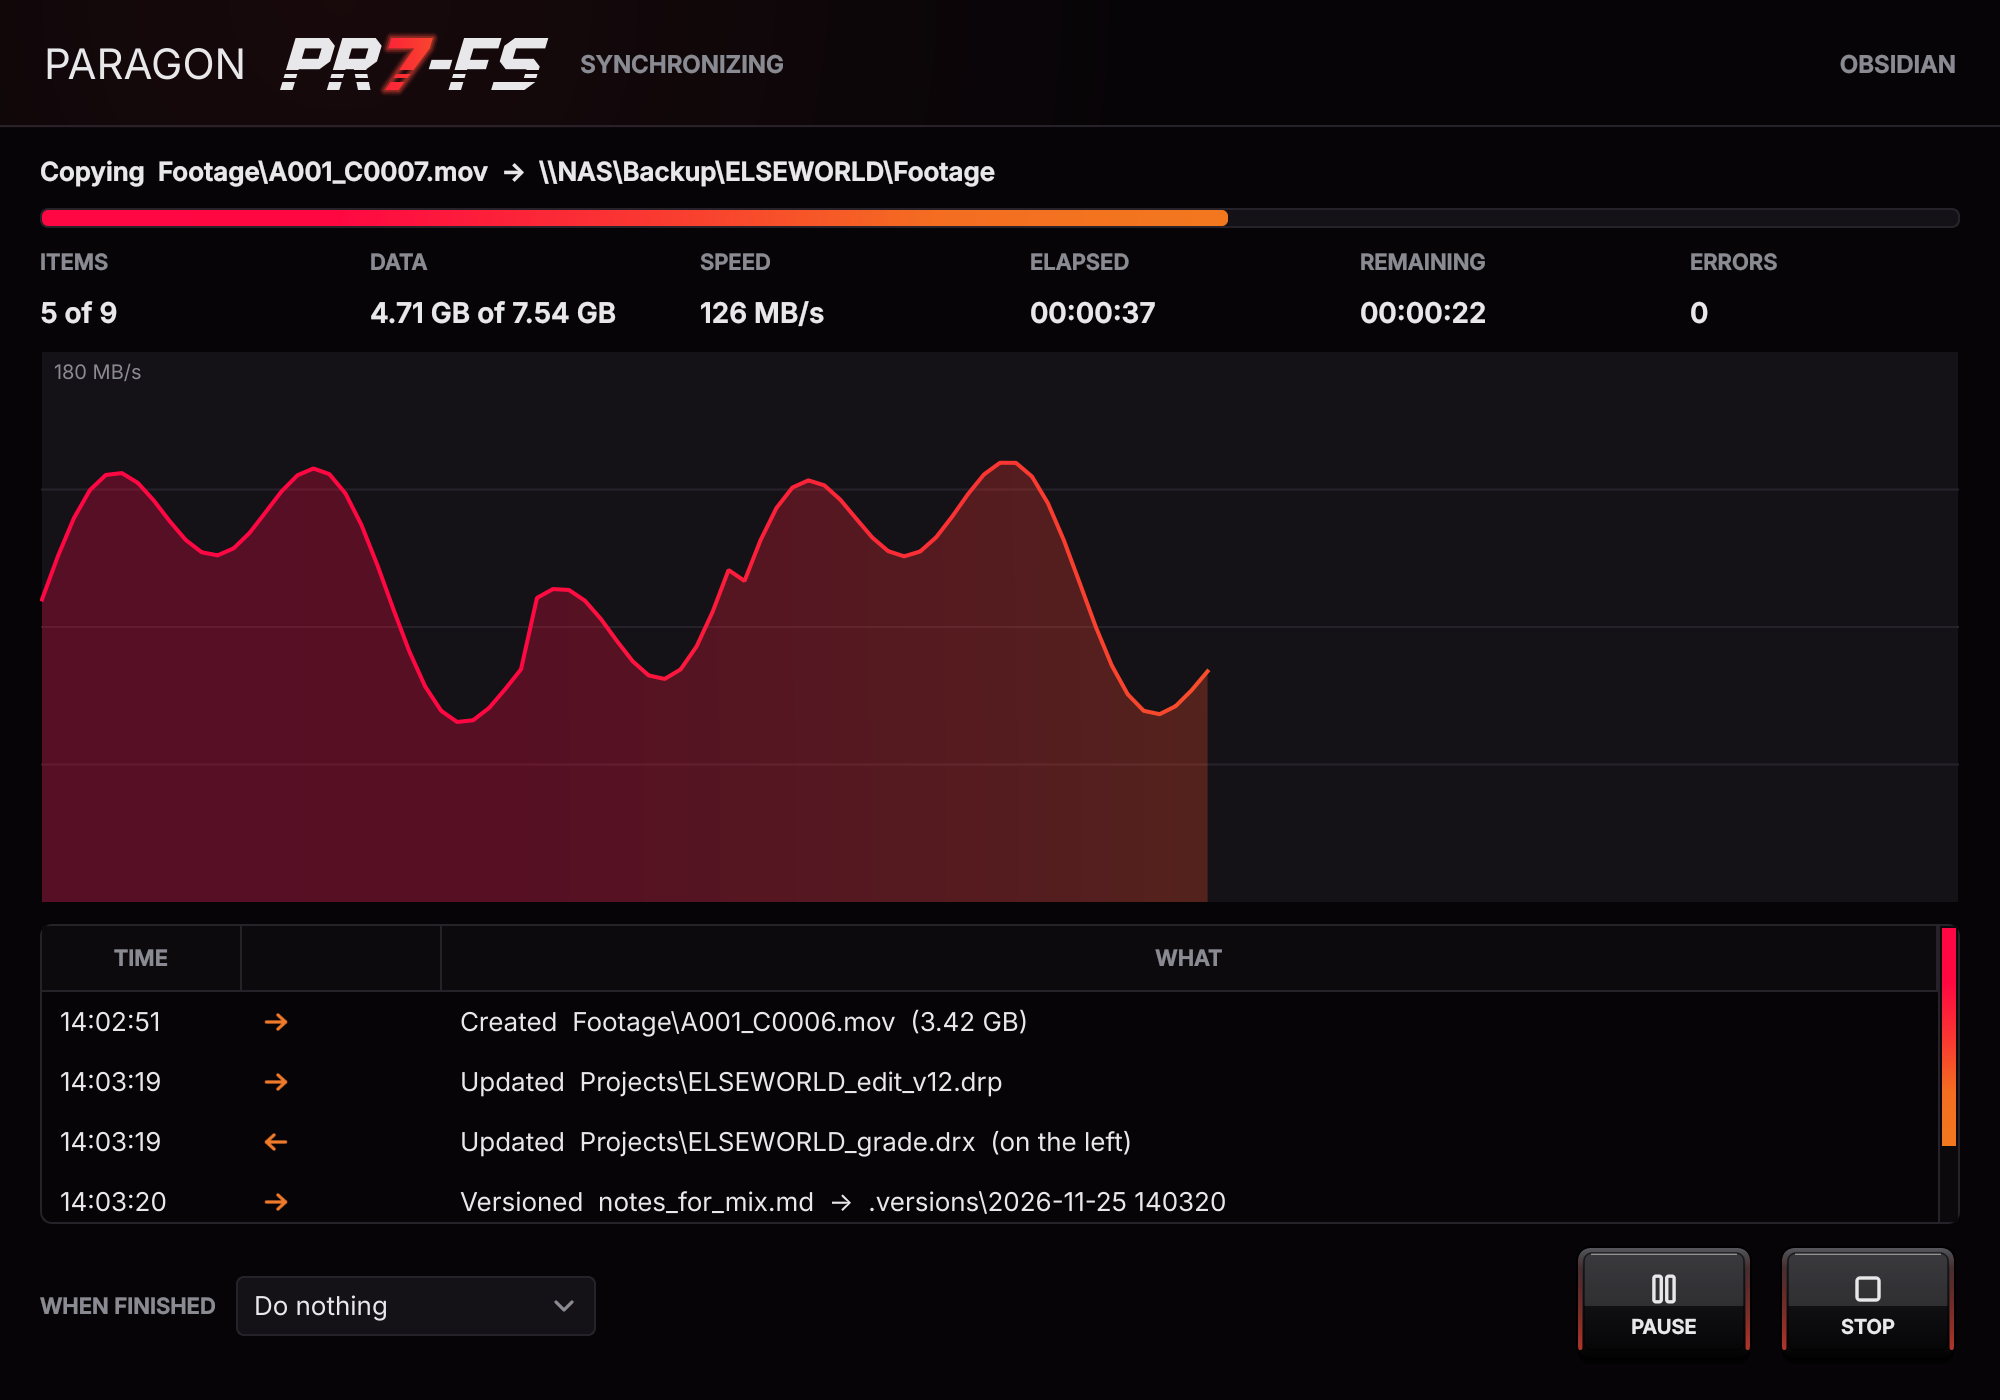 PARAGON PR7-FS SYNCHRONIZING OBSIDIAN
Copying Footage\A001_C0007.mov → \\NAS\Backup\ELSEWORLD\Footage
ITEMS DATA SPEED ELAPSED REMAINING ERRORS
5 of 9 4.71 GB of 7.54 GB 126 MB/s 00:00:37 00:00:22 0
180 MB/s
TIME WHAT
14:02:51 → Created Footage\A001_C0006.mov (3.42 GB)
14:03:19 → Updated Projects\ELSEWORLD_edit_v12.drp
14:03:19 ← Updated Projects\ELSEWORLD_grade.drx (on the left)
14:03:20 → Versioned notes_for_mix.md → .versions\2026-11-25 140320
WHEN FINISHED Do nothing
PAUSE STOP